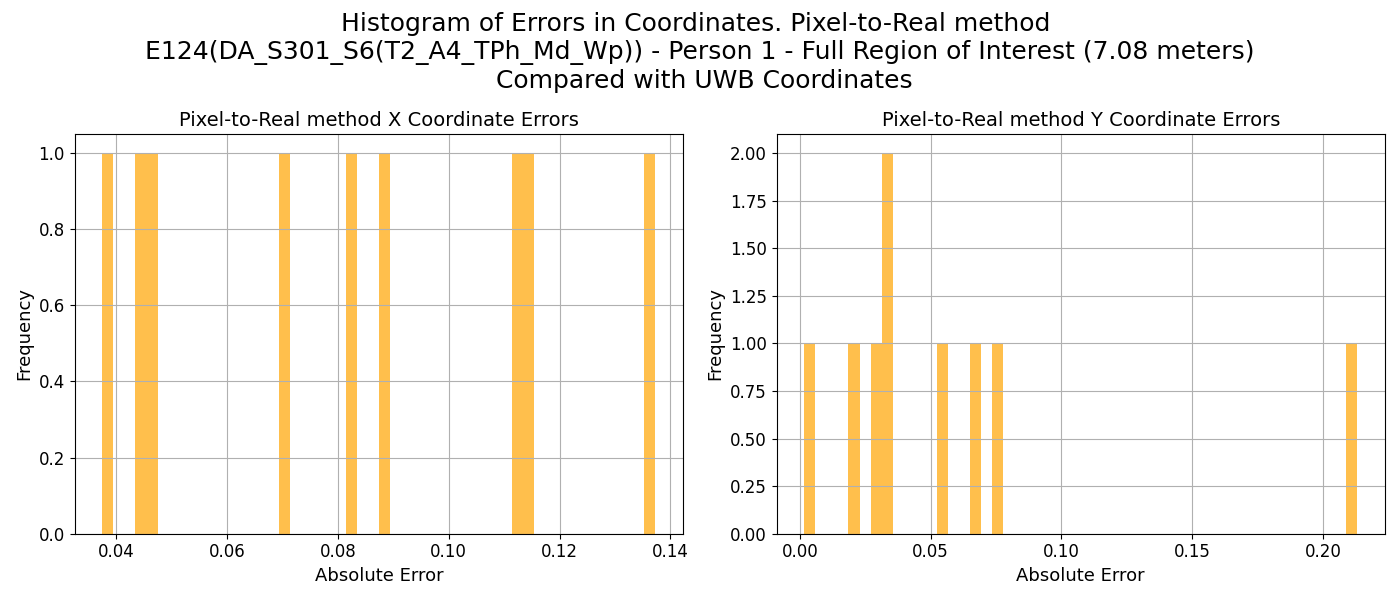 Histogram of Errors in Coordinates. Pixel-to-Real method
E124(DA_S301_S6(T2_A4_TPh_Md_Wp)) - Person 1 - Full Region of Interest (7.08 meters)
Compared with UWB Coordinates
Pixel-to-Real method X Coordinate Errors
Frequency
1.0
0.8
0.6
0.4
0.2
0.0
0.04 0.06 0.08 0.10 0.12 0.14
Absolute Error
Pixel-to-Real method Y Coordinate Errors
Frequency
2.00
1.75
1.50
1.25
1.00
0.75
0.50
0.25
0.00
0.00 0.05 0.10 0.15 0.20
Absolute Error